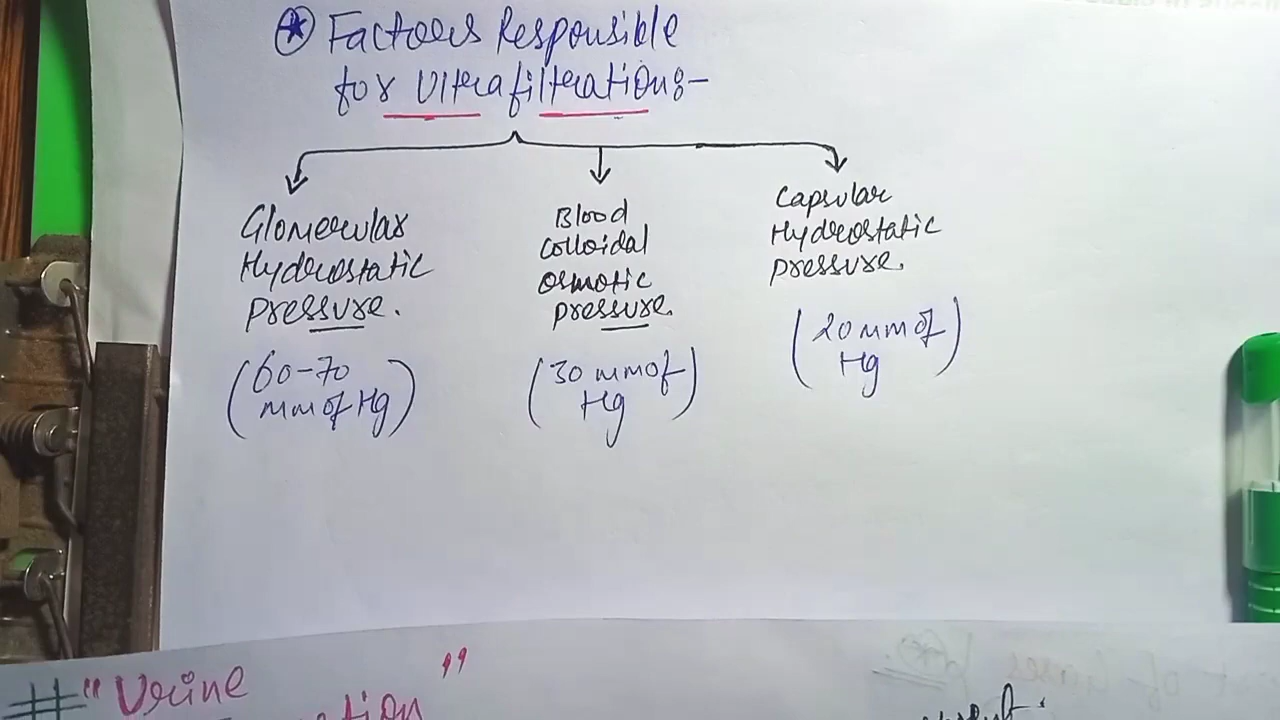 * Factors Responsible
for Ultrafiltration:-
Glomerular
Hydrostatic
pressure.
(60-70
mm of Hg)
Blood
colloidal
osmotic
pressure.
(30 mm of
Hg)
Capsular
Hydrostatic
pressure.
(20 mm of
Hg)
# "Urine
"